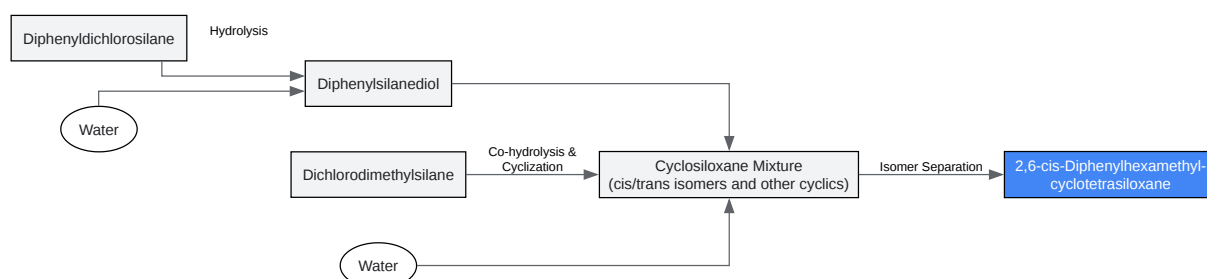 Diphenyldichlorosilane
Hydrolysis
Diphenylsilanediol
Water
Dichlorodimethylsilane
Co-hydrolysis &
Cyclization
Cyclosiloxane Mixture
(cis/trans isomers and other cyclics)
Isomer Separation
2,6-cis-Diphenylhexamethyl-
cyclotetrasiloxane
Water